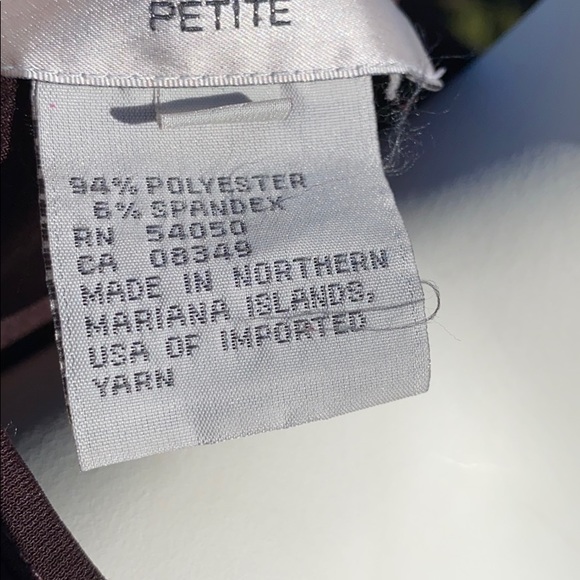 PETITE
94% POLYESTER
6% SPANDEX
RN 54050
CA 08349
MADE IN NORTHERN
MARIANA ISLANDS,
USA OF IMPORTED
YARN